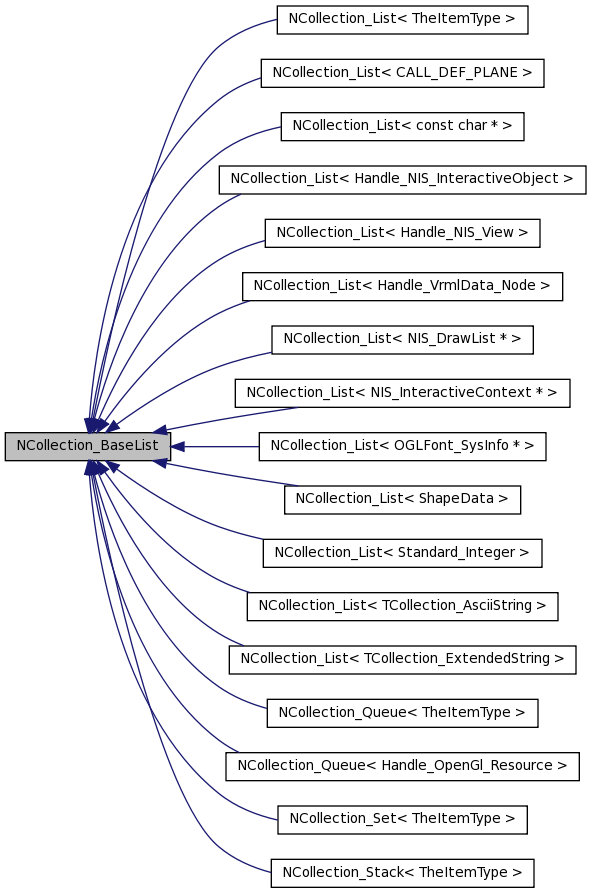 NCollection_List< TheItemType >
NCollection_List< CALL_DEF_PLANE >
NCollection_List< const char * >
NCollection_List< Handle_NIS_InteractiveObject >
NCollection_List< Handle_NIS_View >
NCollection_List< Handle_VrmlData_Node >
NCollection_List< NIS_DrawList * >
NCollection_List< NIS_InteractiveContext * >
NCollection_BaseList
NCollection_List< OGLFont_SysInfo * >
NCollection_List< ShapeData >
NCollection_List< Standard_Integer >
NCollection_List< TCollection_AsciiString >
NCollection_List< TCollection_ExtendedString >
NCollection_Queue< TheItemType >
NCollection_Queue< Handle_OpenGl_Resource >
NCollection_Set< TheItemType >
NCollection_Stack< TheItemType >